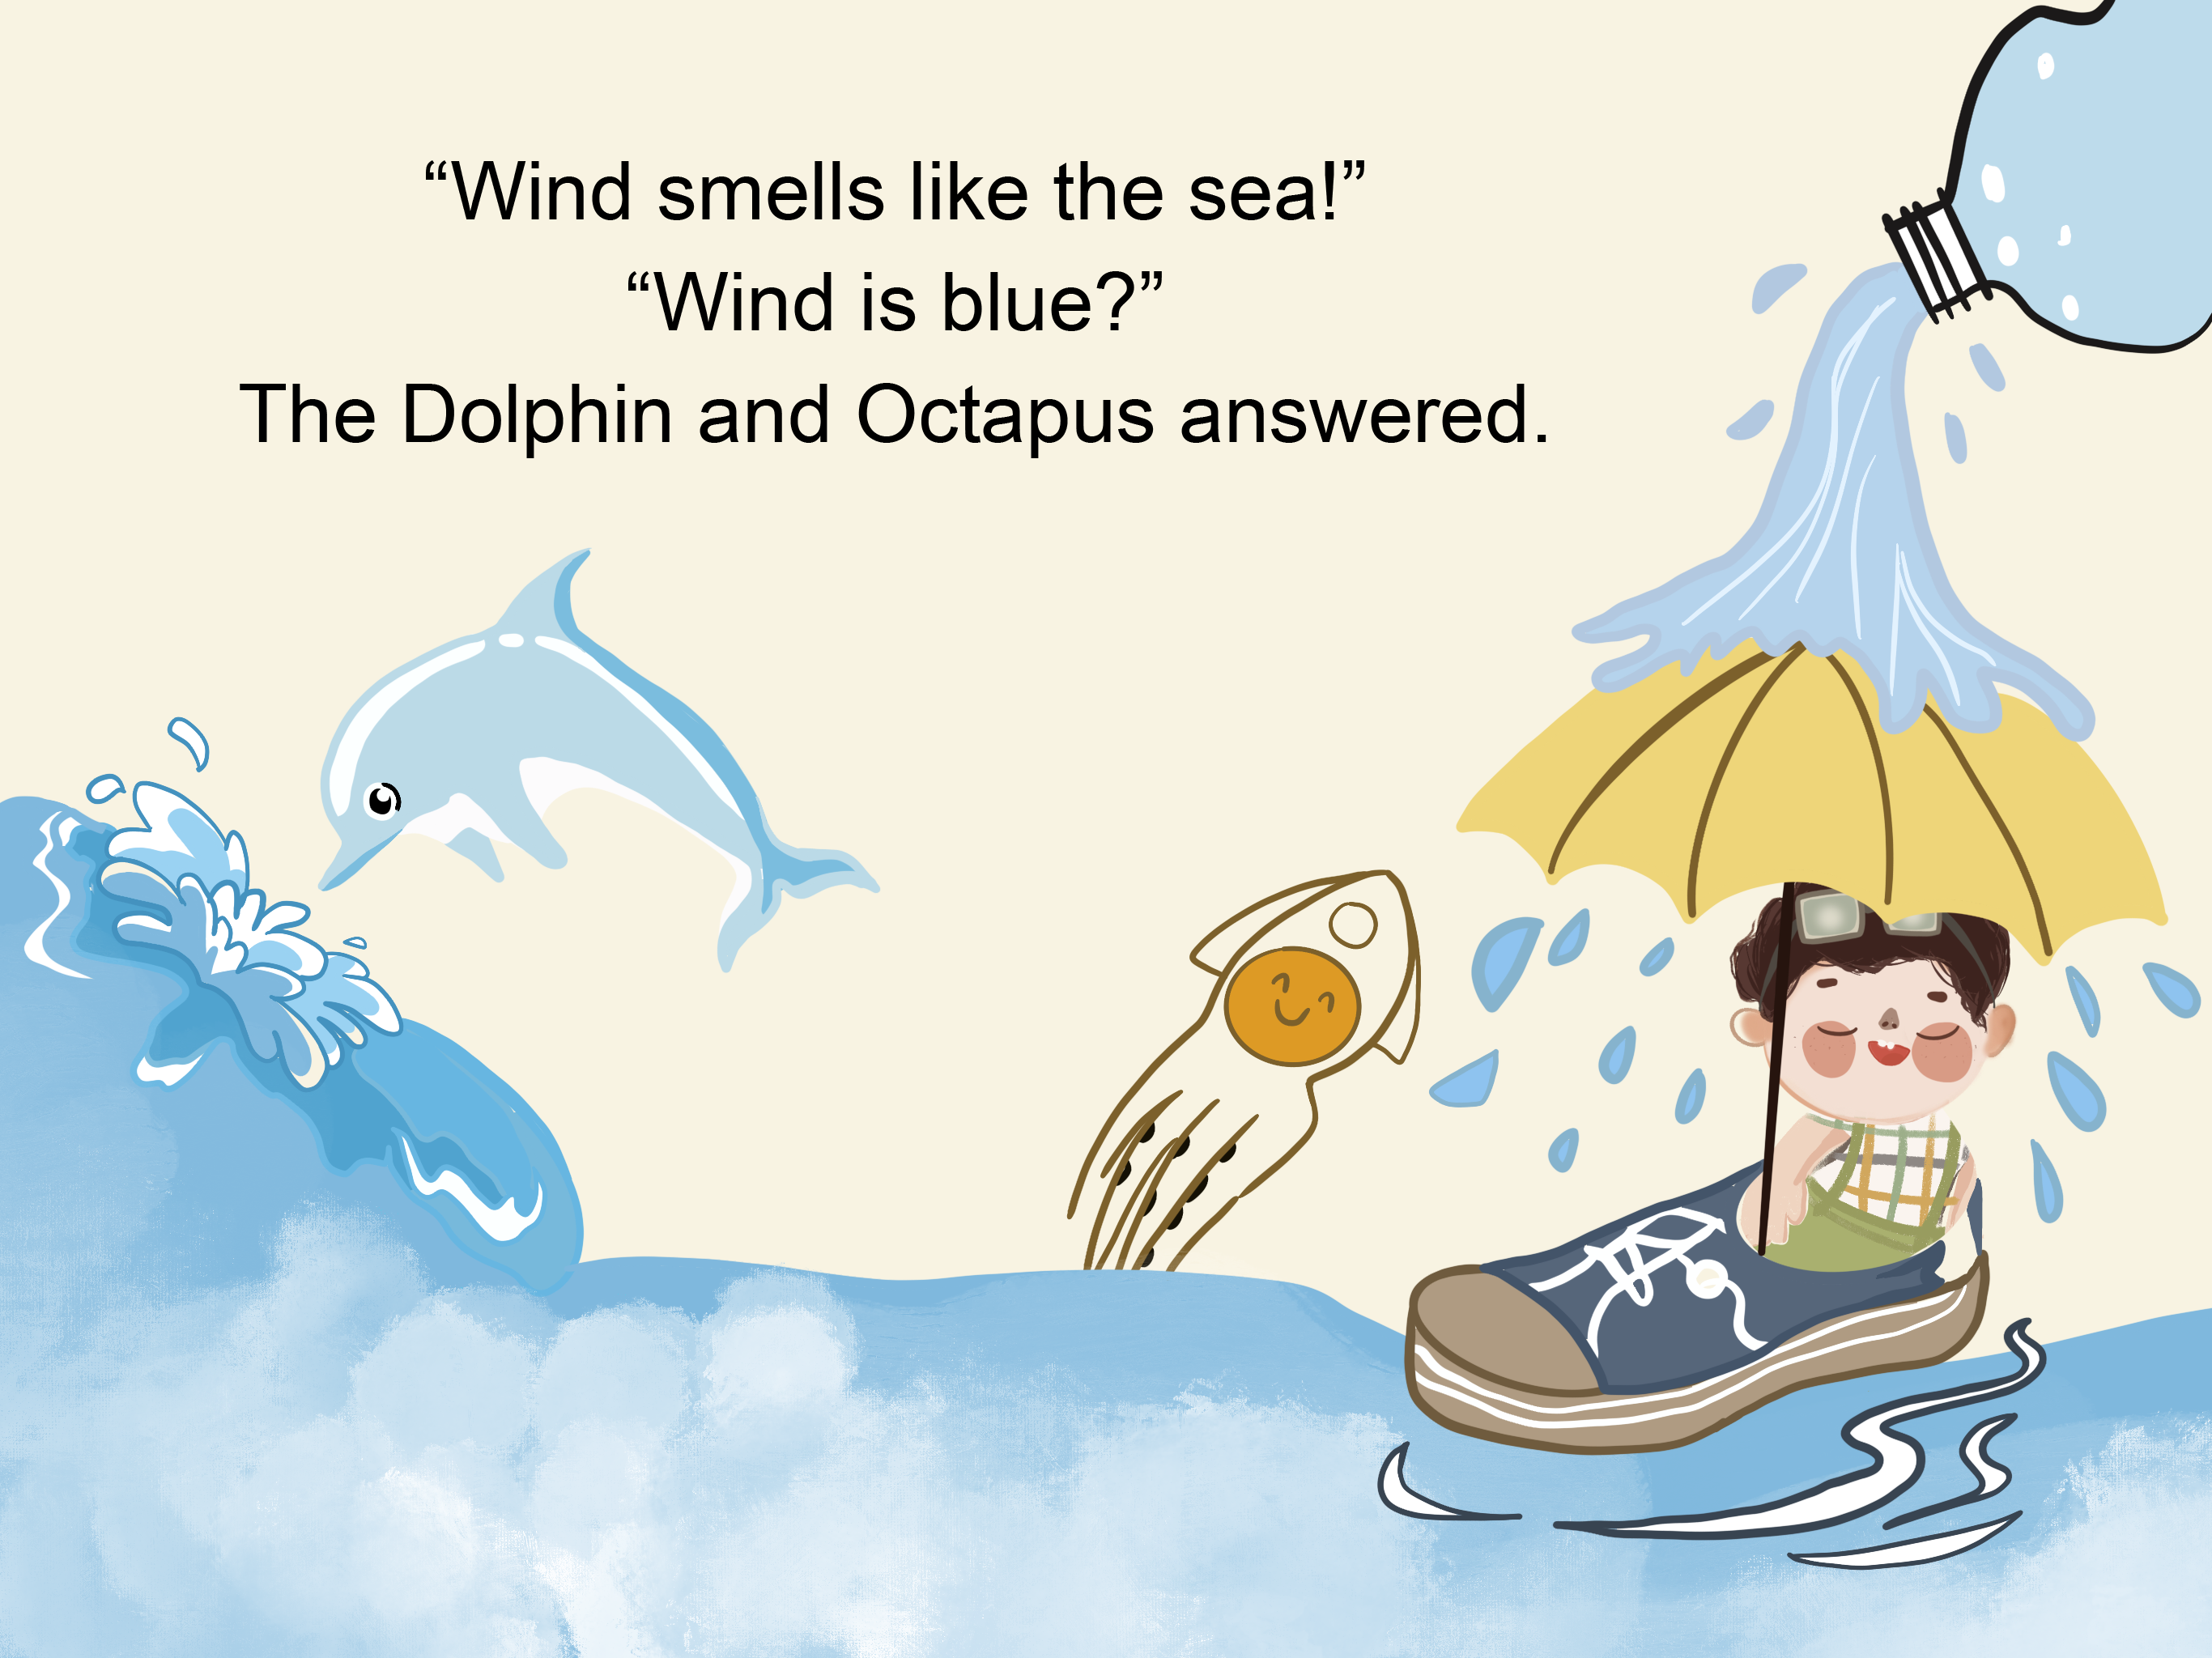 “Wind smells like the sea!”
“Wind is blue?”
The Dolphin and Octapus answered.